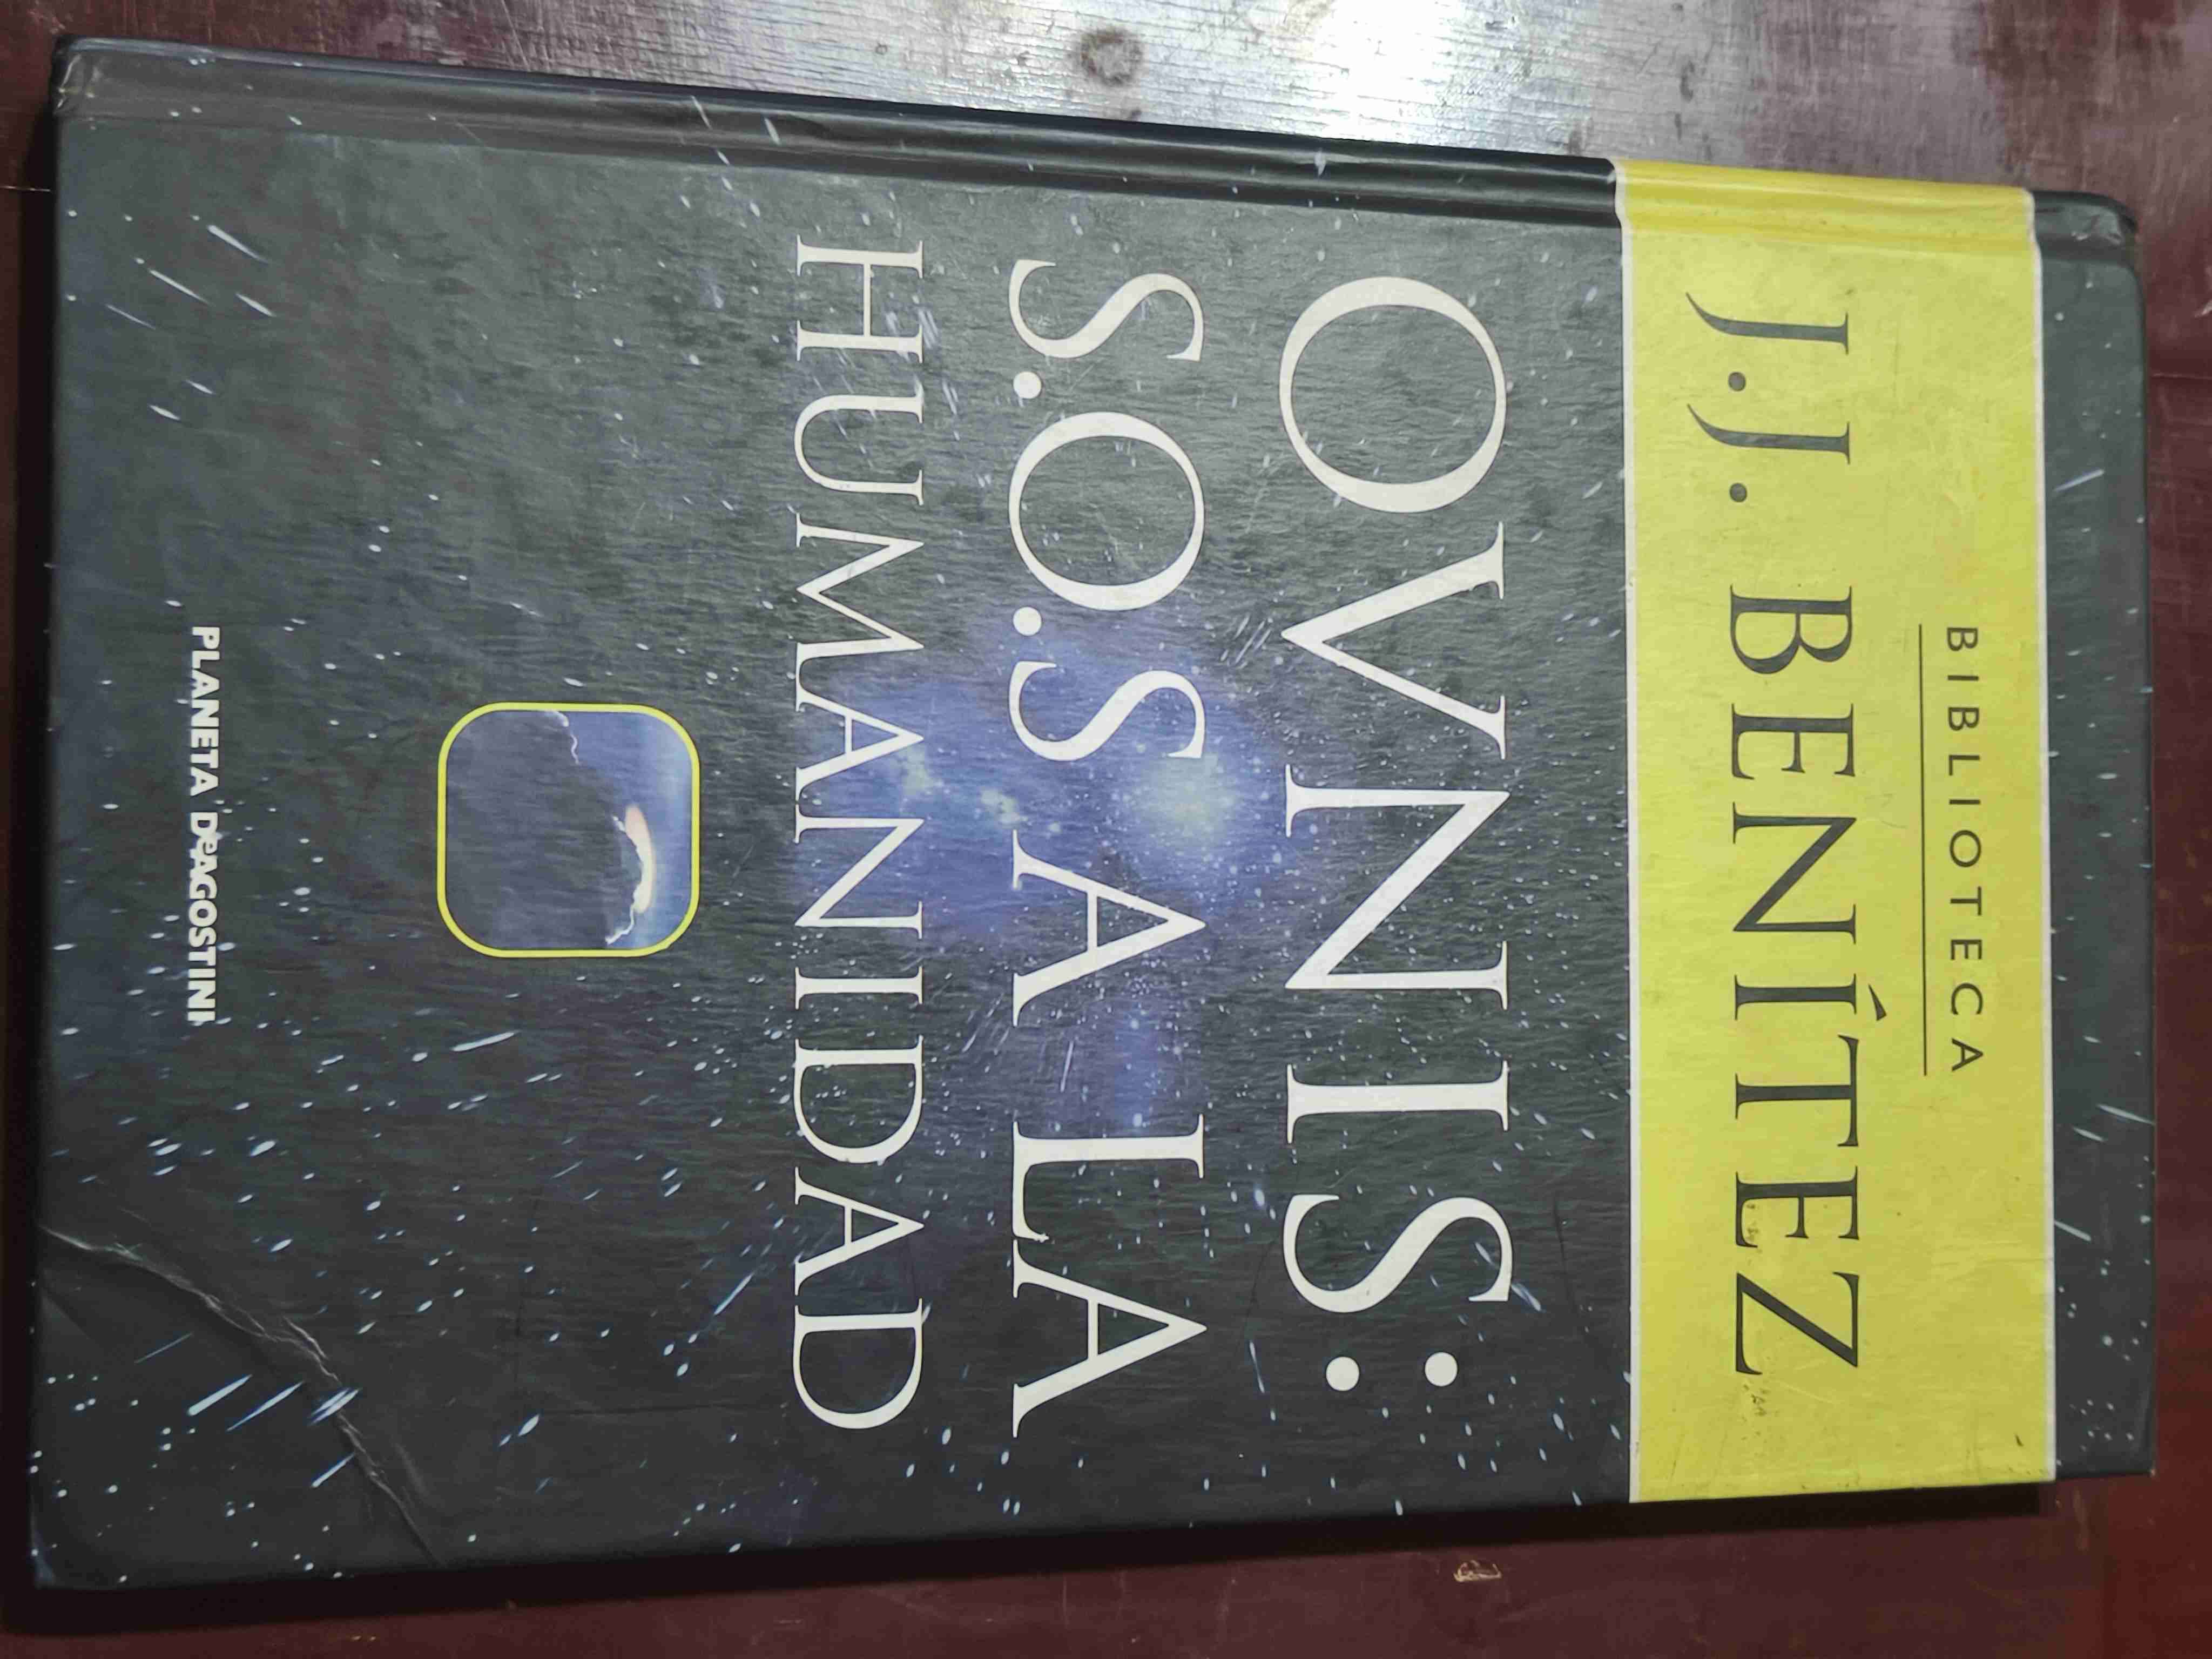 BIBLIOTECA
J.J. BENÍTEZ
OVNIS:
S.O.S A LA
HUMANIDAD
PLANETA DeAGOSTINI